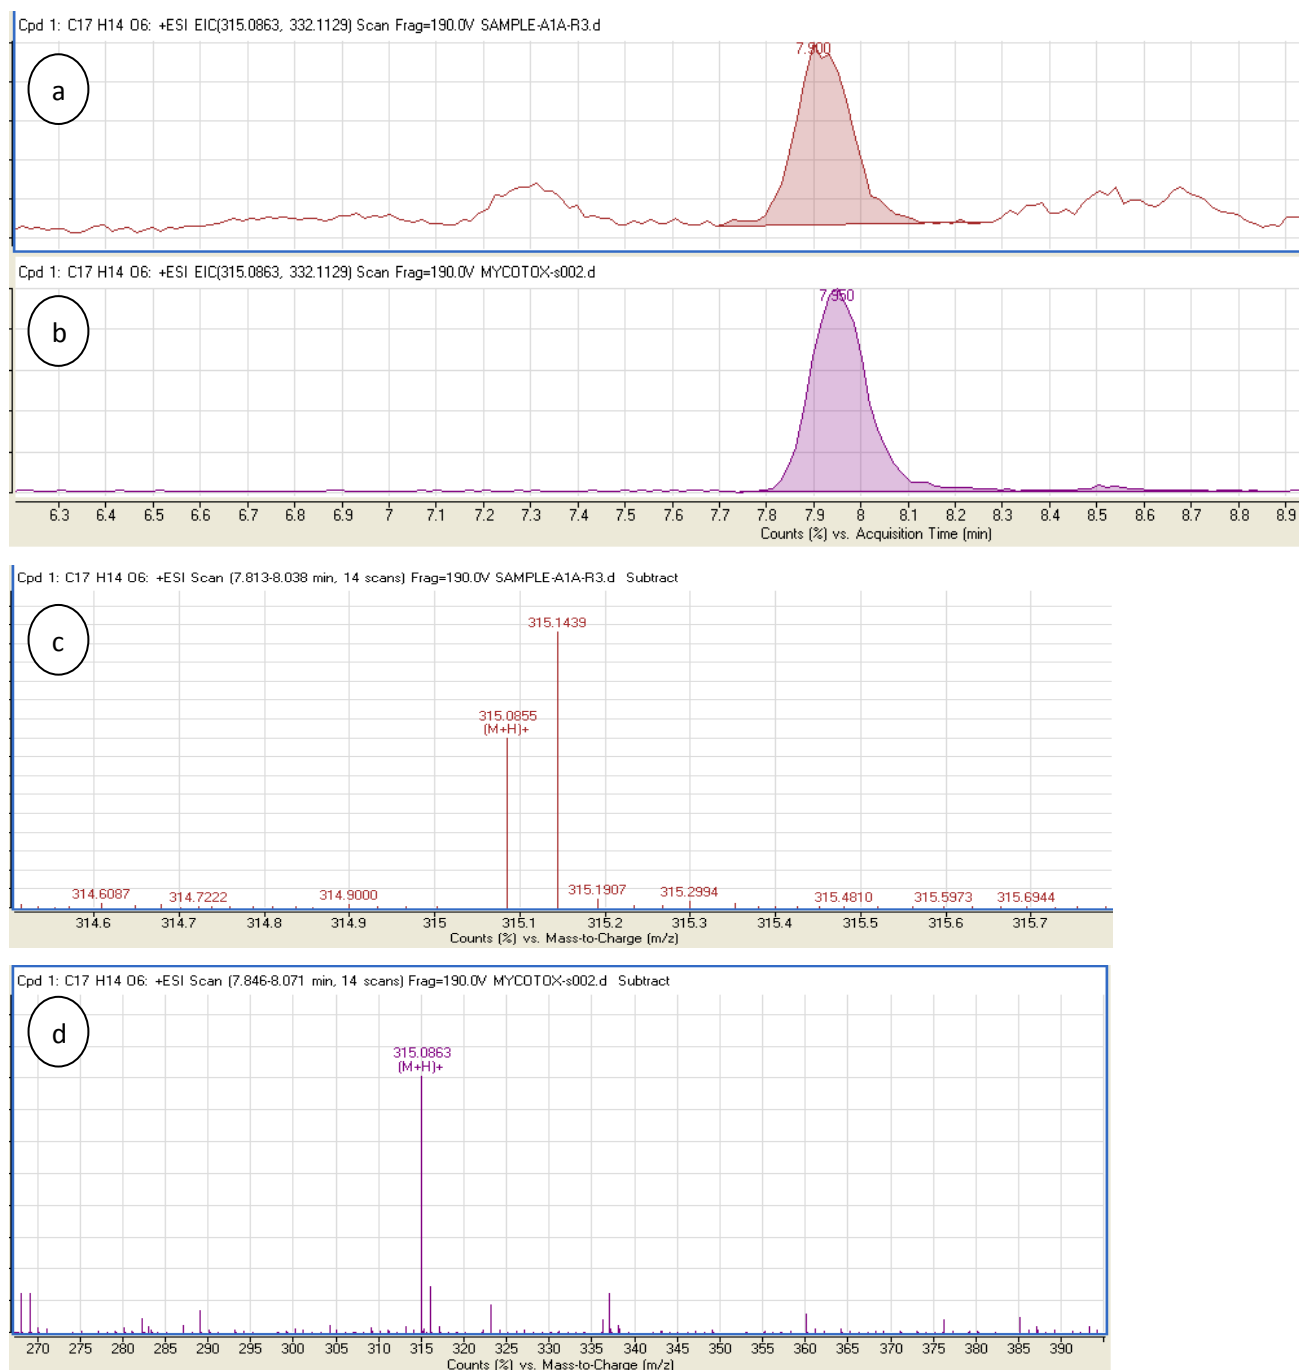 Cpd 1: C17 H14 O6: +ESI EIC(315.0863, 332.1129) Scan Frag=190.0V SAMPLE-A1A-R3.d
7.900
a
Cpd 1: C17 H14 O6: +ESI EIC(315.0863, 332.1129) Scan Frag=190.0V MYCOTOX-s002.d
7.950
b
6.3 6.4 6.5 6.6 6.7 6.8 6.9 7 7.1 7.2 7.3 7.4 7.5 7.6 7.7 7.8 7.9 8 8.1 8.2 8.3 8.4 8.5 8.6 8.7 8.8 8.9
Counts (%) vs. Acquisition Time (min)
Cpd 1: C17 H14 O6: +ESI Scan (7.813-8.038 min, 14 scans) Frag=190.0V SAMPLE-A1A-R3.d Subtract
c
315.1439
315.0855
(M+H)+
314.6087 314.7222 314.9000 315.1907 315.2994 315.4810 315.5973 315.6944
314.6 314.7 314.8 314.9 315 315.1 315.2 315.3 315.4 315.5 315.6 315.7
Counts (%) vs. Mass-to-Charge (m/z)
Cpd 1: C17 H14 O6: +ESI Scan (7.846-8.071 min, 14 scans) Frag=190.0V MYCOTOX-s002.d Subtract
d
315.0863
(M+H)+
270 275 280 285 290 295 300 305 310 315 320 325 330 335 340 345 350 355 360 365 370 375 380 385 390
Counts (%) vs. Mass-to-Charge (m/z)